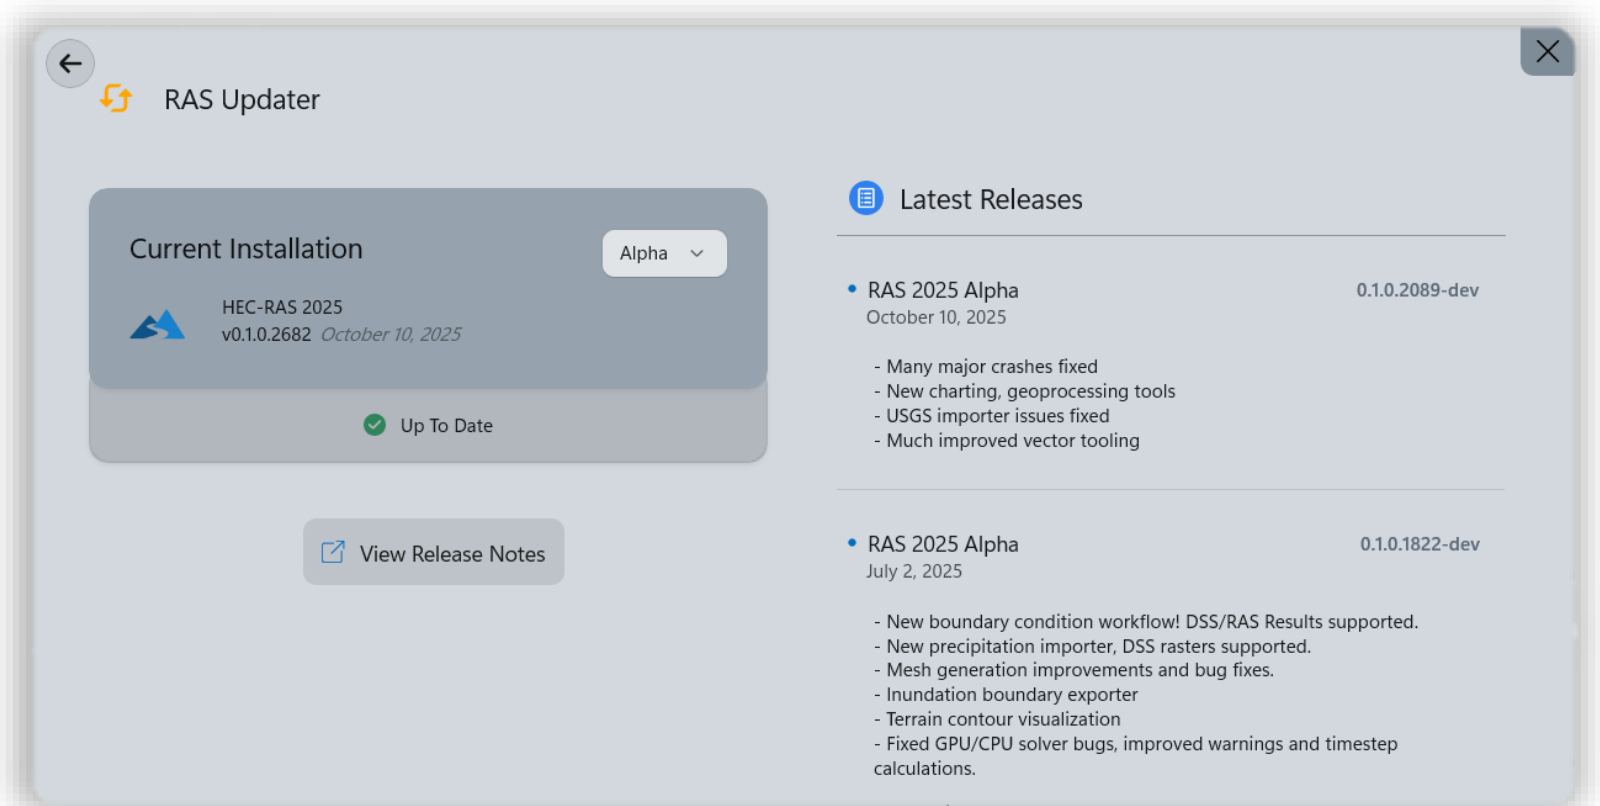 RAS Updater
Current Installation
Alpha
HEC-RAS 2025
v0.1.0.2682 October 10, 2025
Up To Date
View Release Notes
Latest Releases
RAS 2025 Alpha 0.1.0.2089-dev
October 10, 2025
- Many major crashes fixed
- New charting, geoprocessing tools
- USGS importer issues fixed
- Much improved vector tooling
RAS 2025 Alpha 0.1.0.1822-dev
July 2, 2025
- New boundary condition workflow! DSS/RAS Results supported.
- New precipitation importer, DSS rasters supported.
- Mesh generation improvements and bug fixes.
- Inundation boundary exporter
- Terrain contour visualization
- Fixed GPU/CPU solver bugs, improved warnings and timestep
calculations.